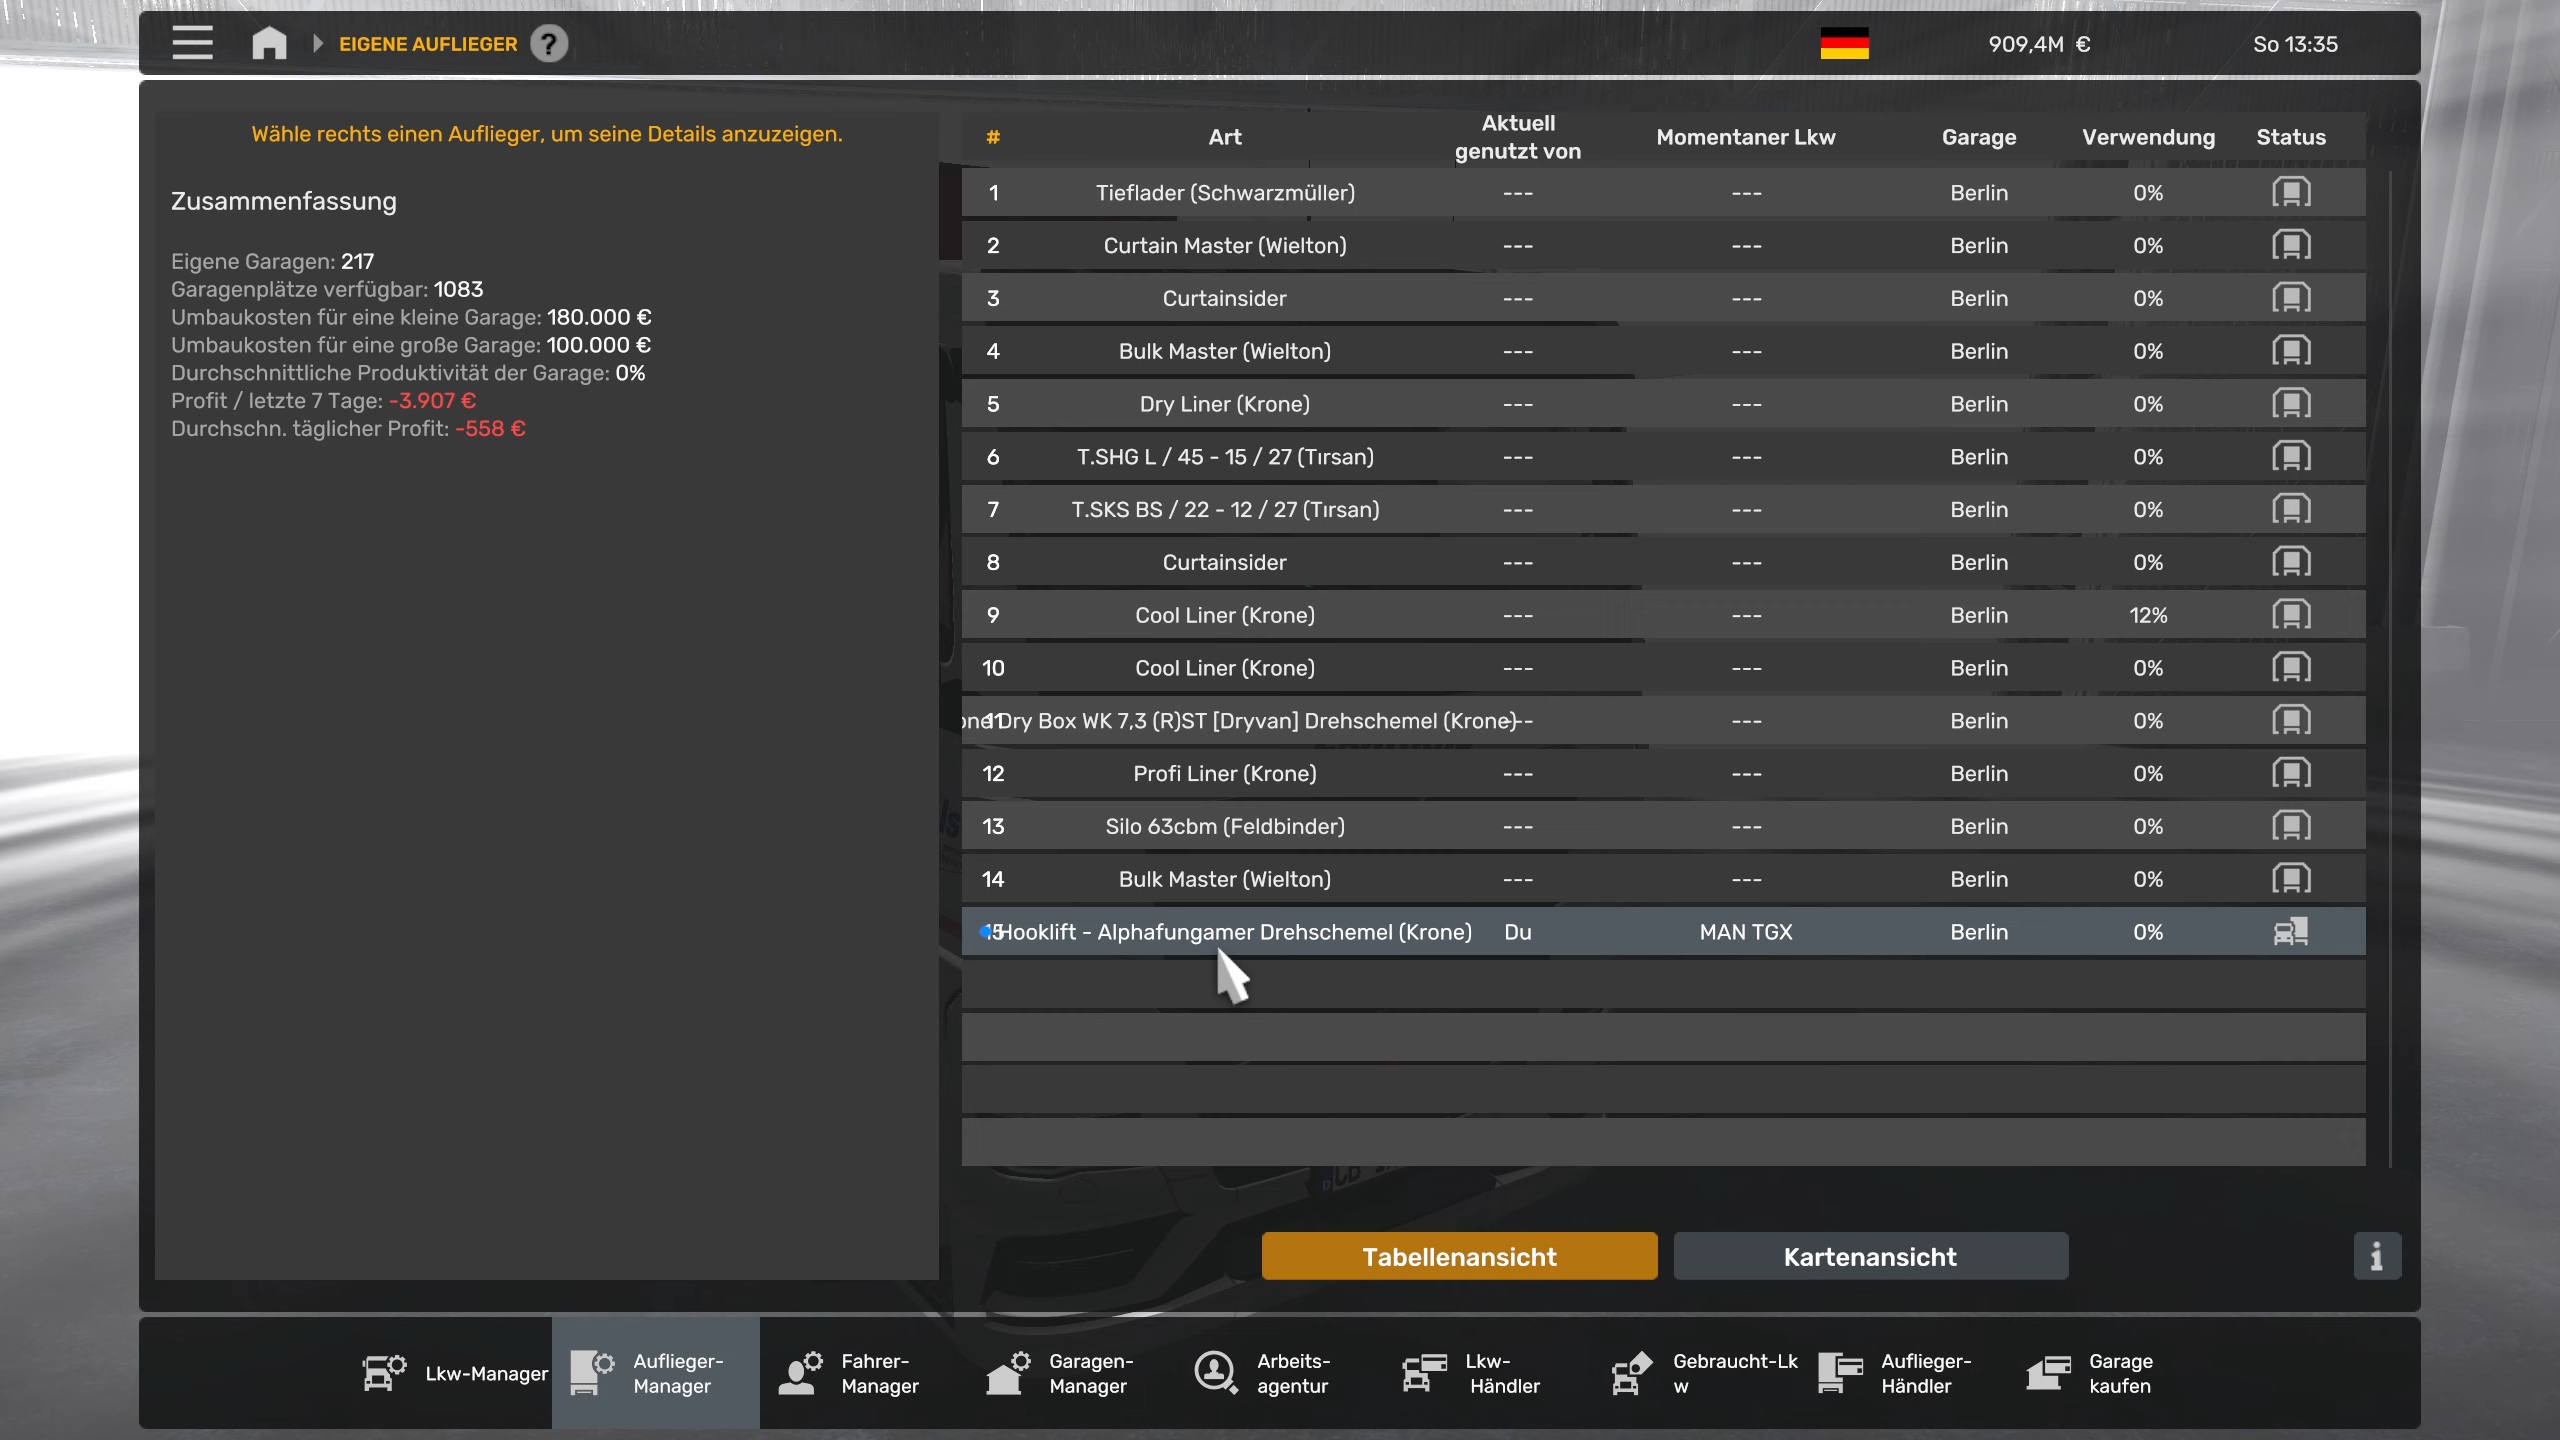 EIGENE AUFLIEGER ?
909,4M €
So 13:35
Wähle rechts einen Auflieger, um seine Details anzuzeigen.
Zusammenfassung
Eigene Garagen: 217
Garagenplätze verfügbar: 1083
Umbaukosten für eine kleine Garage: 180.000 €
Umbaukosten für eine große Garage: 100.000 €
Durchschnittliche Produktivität der Garage: 0%
Profit / letzte 7 Tage: -3.907 €
Durchschn. täglicher Profit: -558 €
# Art Aktuell genutzt von Momentaner Lkw Garage Verwendung Status
1 Tieflader (Schwarzmüller) --- --- Berlin 0%
2 Curtain Master (Wielton) --- --- Berlin 0%
3 Curtainsider --- --- Berlin 0%
4 Bulk Master (Wielton) --- --- Berlin 0%
5 Dry Liner (Krone) --- --- Berlin 0%
6 T.SHG L / 45 - 15 / 27 (Tırsan) --- --- Berlin 0%
7 T.SKS BS / 22 - 12 / 27 (Tırsan) --- --- Berlin 0%
8 Curtainsider --- --- Berlin 0%
9 Cool Liner (Krone) --- --- Berlin 12%
10 Cool Liner (Krone) --- --- Berlin 0%
11 Dry Box WK 7,3 (R)ST [Dryvan] Drehschemel (Krone) --- --- Berlin 0%
12 Profi Liner (Krone) --- --- Berlin 0%
13 Silo 63cbm (Feldbinder) --- --- Berlin 0%
14 Bulk Master (Wielton) --- --- Berlin 0%
15 Hooklift - Alphafungamer Drehschemel (Krone) Du MAN TGX Berlin 0%
Tabellenansicht
Kartenansicht
i
Lkw-Manager
Auflieger-
Manager
Fahrer-
Manager
Garagen-
Manager
Arbeits-
agentur
Lkw-
Händler
Gebraucht-Lk
w
Auflieger-
Händler
Garage
kaufen